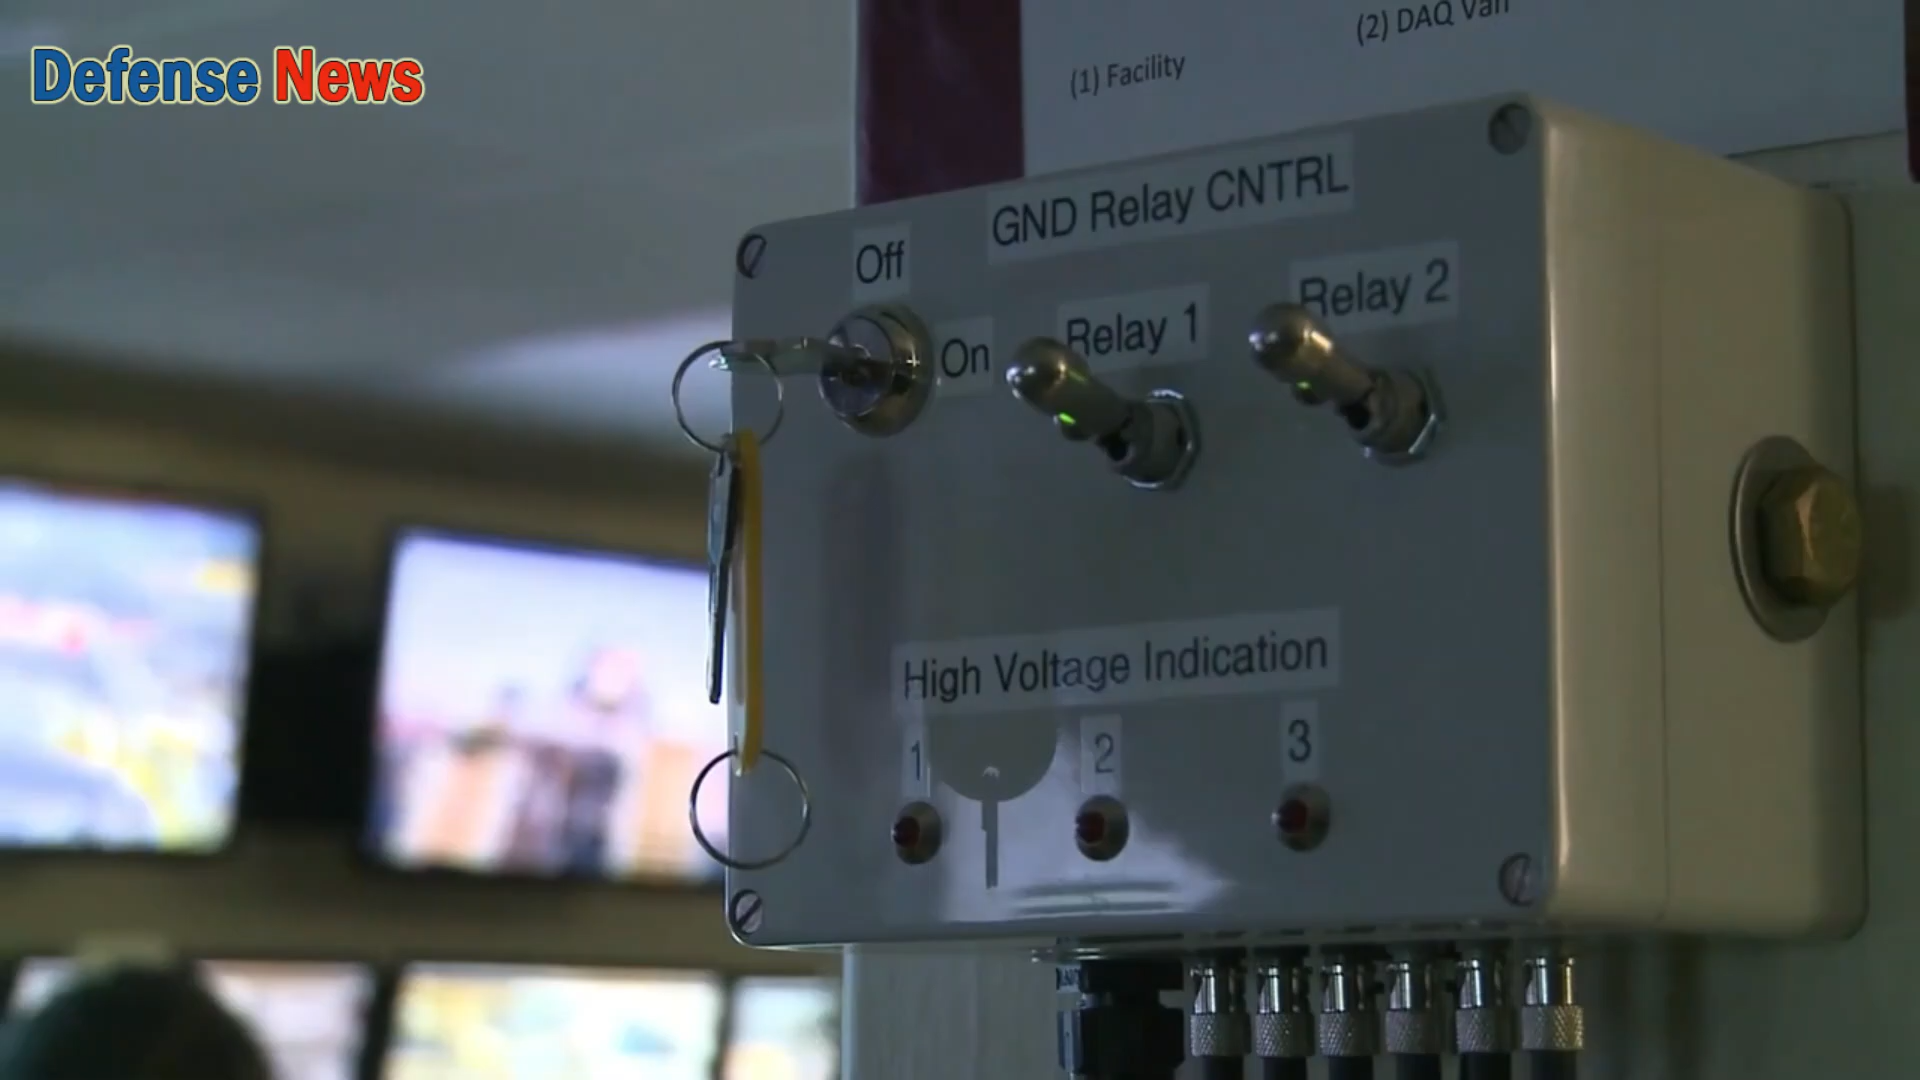 Defense News
(1) Facility
(2) DAQ Van
GND Relay CNTRL
Off
On
Relay 1
Relay 2
High Voltage Indication
1
2
3